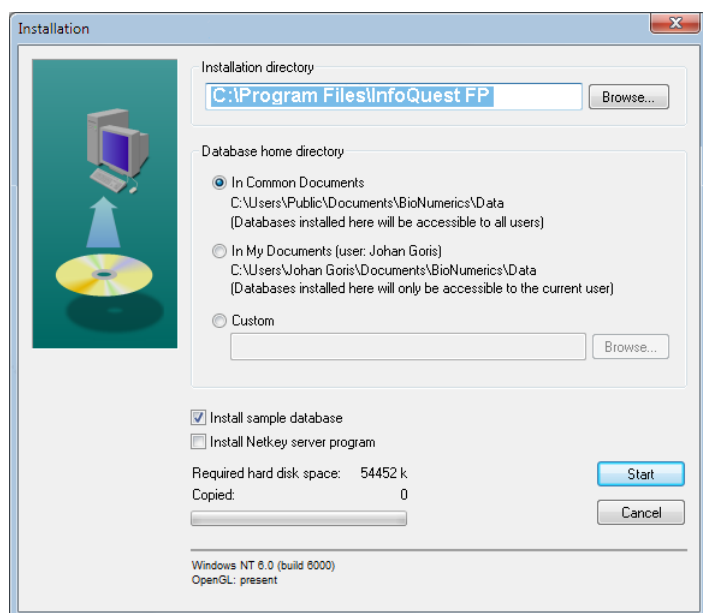 Installation
Installation directory
C:\Program Files\InfoQuest FP
Browse...
Database home directory
In Common Documents
C:\Users\Public\Documents\BioNumerics\Data
(Databases installed here will be accessible to all users)
In My Documents (user: Johan Goris)
C:\Users\Johan Goris\Documents\BioNumerics\Data
(Databases installed here will only be accessible to the current user)
Custom
Browse...
Install sample database
Install Netkey server program
Required hard disk space: 54452 k
Start
Copied: 0
Cancel
Windows NT 6.0 (build 6000)
OpenGL: present